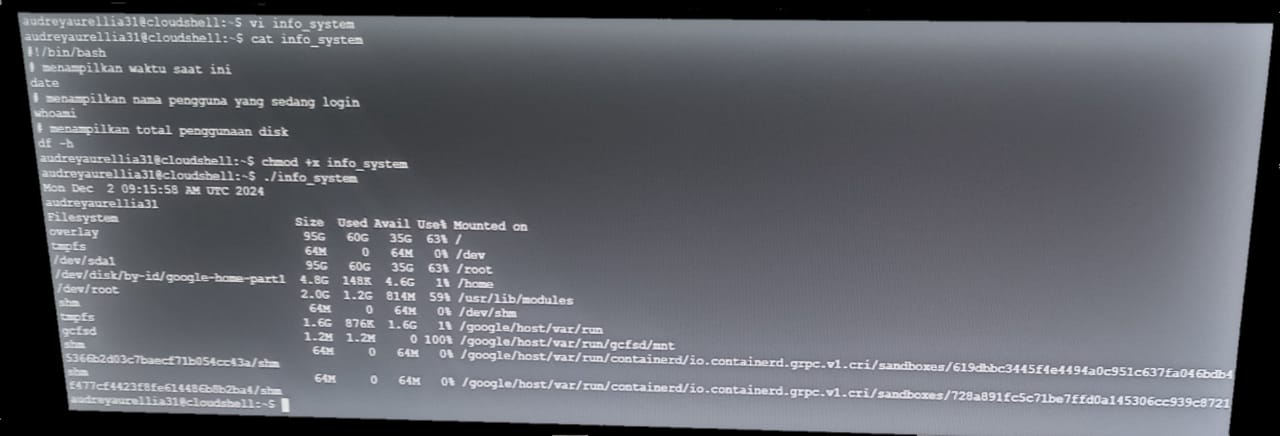 audreyaurellia31@cloudshell:~$ vi info_system
audreyaurellia31@cloudshell:~$ cat info_system
#!/bin/bash
# menampilkan waktu saat ini
date
# menampilkan nama pengguna yang sedang login
whoami
# menampilkan total penggunaan disk
df -h
audreyaurellia31@cloudshell:~$ chmod +x info_system
audreyaurellia31@cloudshell:~$ ./info_system
Mon Dec  2 09:15:58 AM UTC 2024
audreyaurellia31
Filesystem Size Used Avail Use% Mounted on
overlay 95G 60G 35G 63% /
tmpfs 64M 0 64M 0% /dev
/dev/sda1 95G 60G 35G 63% /root
/dev/disk/by-id/google-home-part1 4.8G 148K 4.6G 1% /home
/dev/root 2.0G 1.2G 814M 59% /usr/lib/modules
shm 64M 0 64M 0% /dev/shm
tmpfs 1.6G 876K 1.6G 1% /google/host/var/run
gcfsd 1.2M 1.2M 0 100% /google/host/var/run/gcfsd/mnt
shm 64M 0 64M 0% /google/host/var/run/containerd/io.containerd.grpc.v1.cri/sandboxes/619dbbc3445f4e4494a0c951c637fa046bdb4
5366b2d03c7baecf71b054cc43a/shm
shm 64M 0 64M 0% /google/host/var/run/containerd/io.containerd.grpc.v1.cri/sandboxes/728a891fc5c71be7ffd0a145306cc939c8721
f477cf4423f8fe614486b8b2ba4/shm
audreyaurellia31@cloudshell:~$